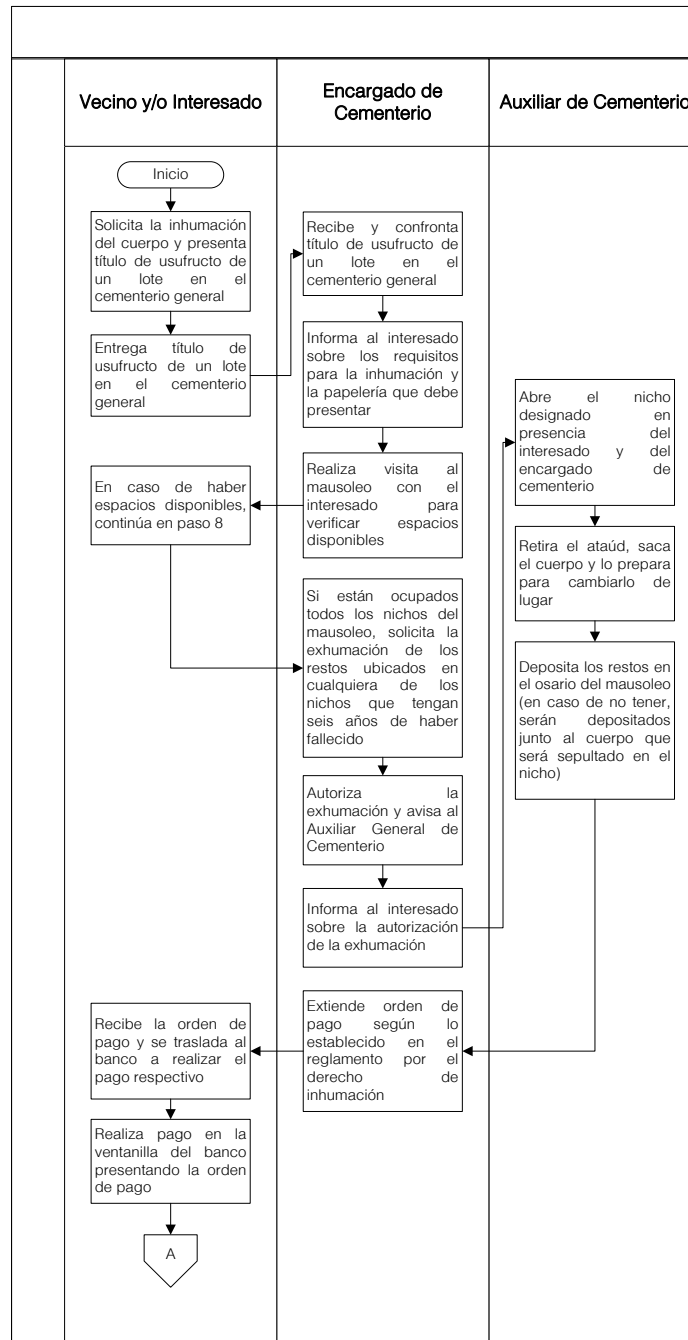 Vecino y/o Interesado
Encargado de
Cementerio
Auxiliar de Cementerio
Inicio
Solicita la inhumación
del cuerpo y presenta
título de usufructo de
un lote en el
cementerio general
Entrega título de
usufructo de un lote
en el cementerio
general
Recibe y confronta
título de usufructo de
un lote en el
cementerio general
Informa al interesado
sobre los requisitos
para la inhumación y
la papelería que debe
presentar
Realiza visita al
mausoleo con el
interesado para
verificar espacios
disponibles
En caso de haber
espacios disponibles,
continúa en paso 8
Si están ocupados
todos los nichos del
mausoleo, solicita la
exhumación de los
restos ubicados en
cualquiera de los
nichos que tengan
seis años de haber
fallecido
Autoriza la
exhumación y avisa al
Auxiliar General de
Cementerio
Informa al interesado
sobre la autorización
de la exhumación
Abre el nicho
designado en
presencia del
interesado y del
encargado de
cementerio
Retira el ataúd, saca
el cuerpo y lo prepara
para cambiarlo de
lugar
Deposita los restos en
el osario del mausoleo
(en caso de no tener,
serán depositados
junto al cuerpo que
será sepultado en el
nicho)
Extiende orden de
pago según lo
establecido en el
reglamento por el
derecho de
inhumación
Recibe la orden de
pago y se traslada al
banco a realizar el
pago respectivo
Realiza pago en la
ventanilla del banco
presentando la orden
de pago
A